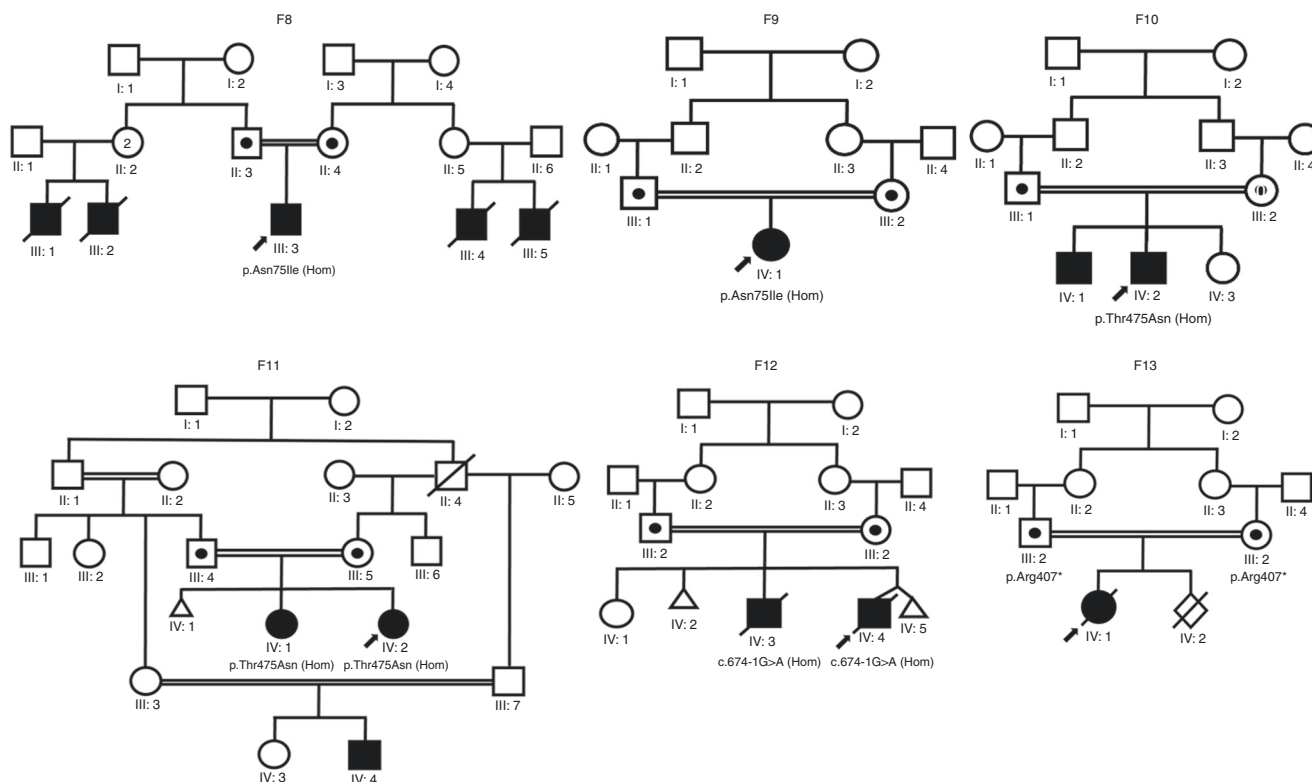 F8
F9
F10
I: 1
I: 2
I: 3
I: 4
II: 1
2
II: 2
II: 3
II: 4
II: 5
II: 6
III: 1
III: 2
III: 3
III: 4
III: 5
p.Asn75Ile (Hom)
I: 1
I: 2
II: 1
II: 2
II: 3
II: 4
III: 1
III: 2
IV: 1
p.Asn75Ile (Hom)
I: 1
I: 2
II: 1
II: 2
II: 3
II: 4
III: 1
III: 2
IV: 1
IV: 2
IV: 3
p.Thr475Asn (Hom)
F11
F12
F13
I: 1
I: 2
II: 1
II: 2
II: 3
II: 4
II: 5
III: 1
III: 2
III: 4
III: 5
III: 6
IV: 1
IV: 1
IV: 2
p.Thr475Asn (Hom)
p.Thr475Asn (Hom)
III: 3
III: 7
IV: 3
IV: 4
I: 1
I: 2
II: 1
II: 2
II: 3
II: 4
III: 2
III: 2
IV: 1
IV: 2
IV: 3
IV: 4
IV: 5
c.674-1G>A (Hom)
c.674-1G>A (Hom)
I: 1
I: 2
II: 1
II: 2
II: 3
II: 4
III: 2
III: 2
p.Arg407*
p.Arg407*
IV: 1
IV: 2